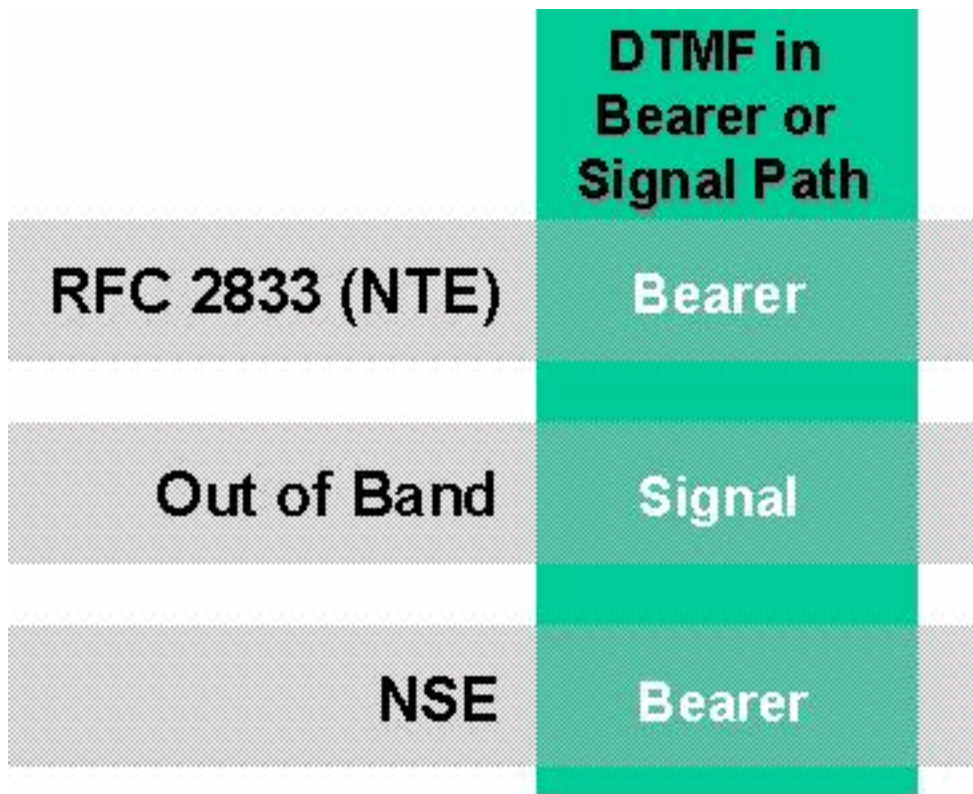 DTMF in
Bearer or
Signal Path
RFC 2833 (NTE) Bearer
Out of Band Signal
NSE Bearer